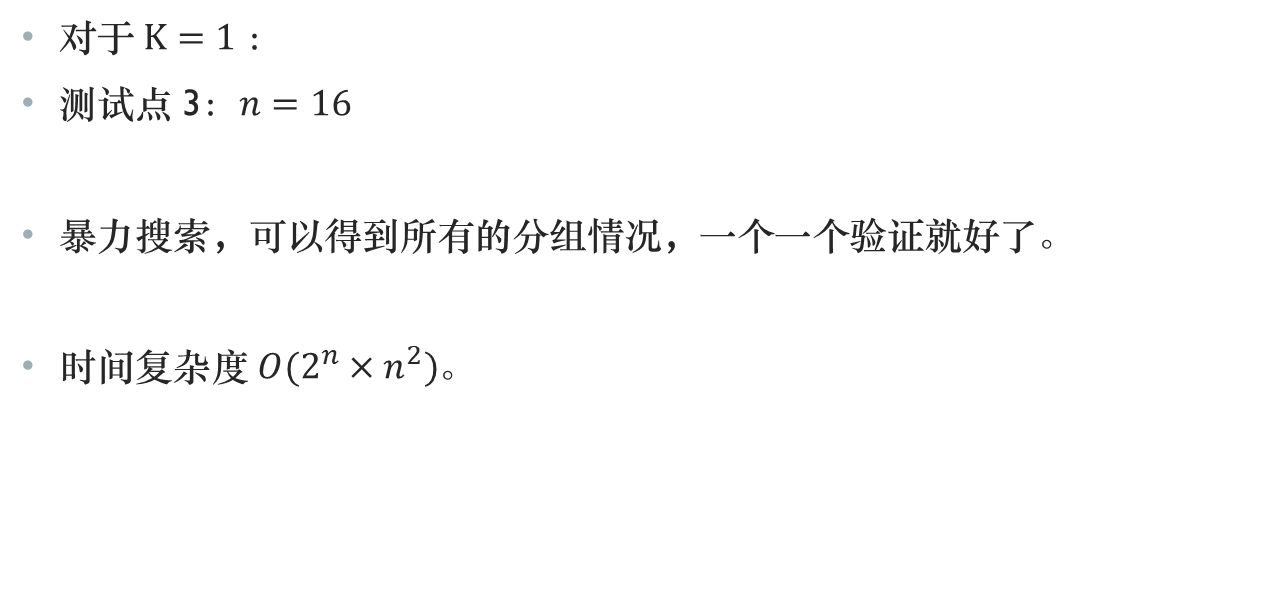 • 对于 K = 1：
• 测试点 3：n = 16
• 暴力搜索，可以得到所有的分组情况，一个一个验证就好了。
• 时间复杂度 O(2ⁿ × n²)。